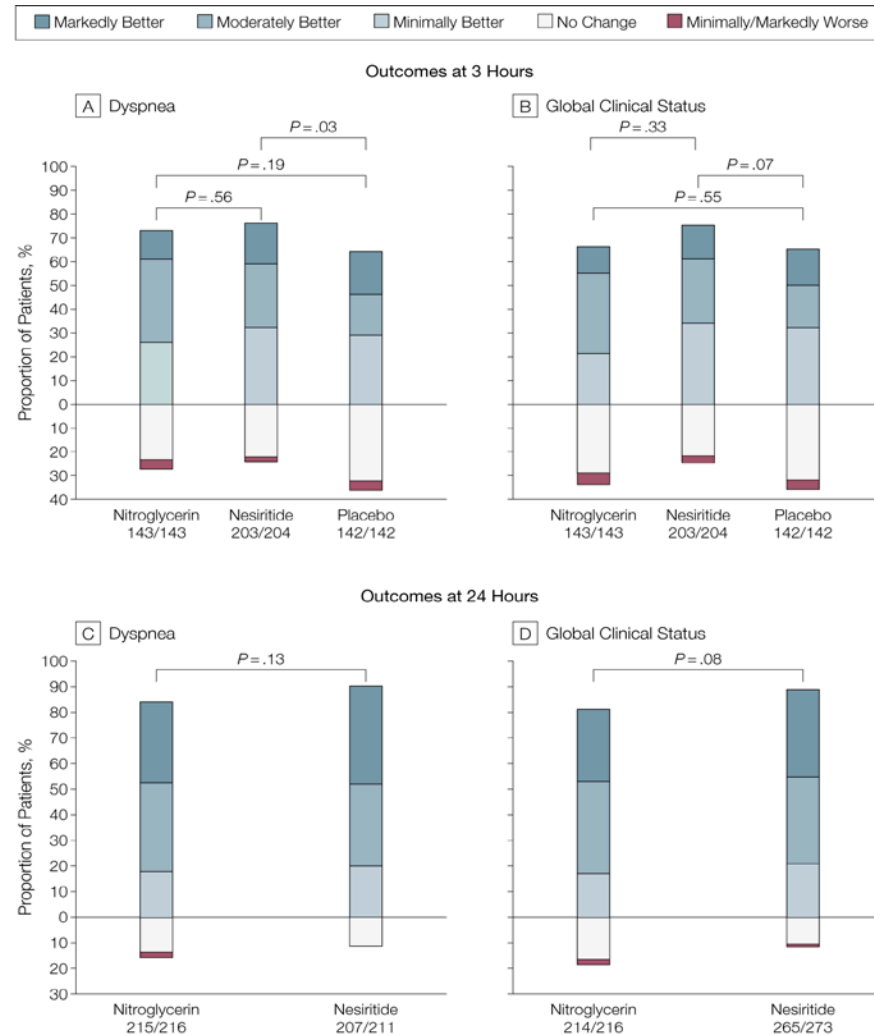 Markedly Better Moderately Better Minimally Better No Change Minimally/Markedly Worse
Outcomes at 3 Hours
A Dyspnea
P = .03
P = .19
P = .56
Proportion of Patients, %
100
90
80
70
60
50
40
30
20
10
0
10
20
30
40
Nitroglycerin Nesiritide Placebo
143/143 203/204 142/142
B Global Clinical Status
P = .33
P = .07
P = .55
Nitroglycerin Nesiritide Placebo
143/143 203/204 142/142
Outcomes at 24 Hours
C Dyspnea
P = .13
Proportion of Patients, %
100
90
80
70
60
50
40
30
20
10
0
10
20
30
Nitroglycerin Nesiritide
215/216 207/211
D Global Clinical Status
P = .08
Nitroglycerin Nesiritide
214/216 265/273